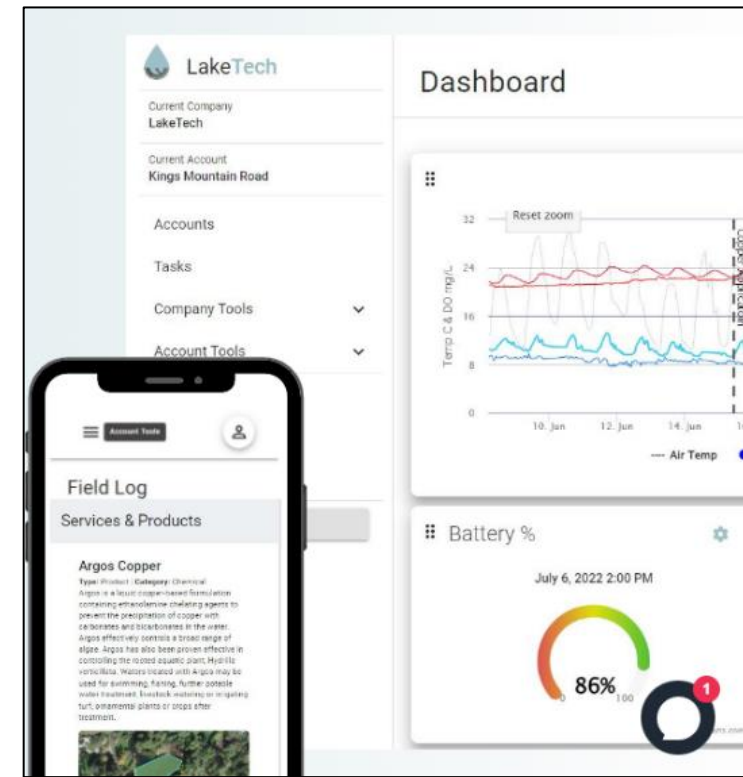 LakeTech
Current Company
LakeTech
Current Account
Kings Mountain Road
Accounts
Tasks
Company Tools
Account Tools
Dashboard
Reset zoom
32
24
16
8
0
Temp C & DO mg/L
10. Jun
12. Jun
14. Jun
Air Temp
Battery %
July 6, 2022 2:00 PM
86%
0
100
1
Account Tools
Field Log
Services & Products
Argos Copper
Type: Product | Category: Chemical
Argos is a liquid copper-based formulation
containing ethanolamine chelating agents to
prevent the precipitation of copper with
carbonates and bicarbonates in the water.
Argos effectively controls a broad range of
algae. Argos has also been proven effective in
controlling the rooted aquatic plant, Hydrilla
verticillata. Waters treated with Argos may be
used for swimming, fishing, further potable
water treatment, livestock watering or irrigating
turf, ornamental plants or crops after
treatment.